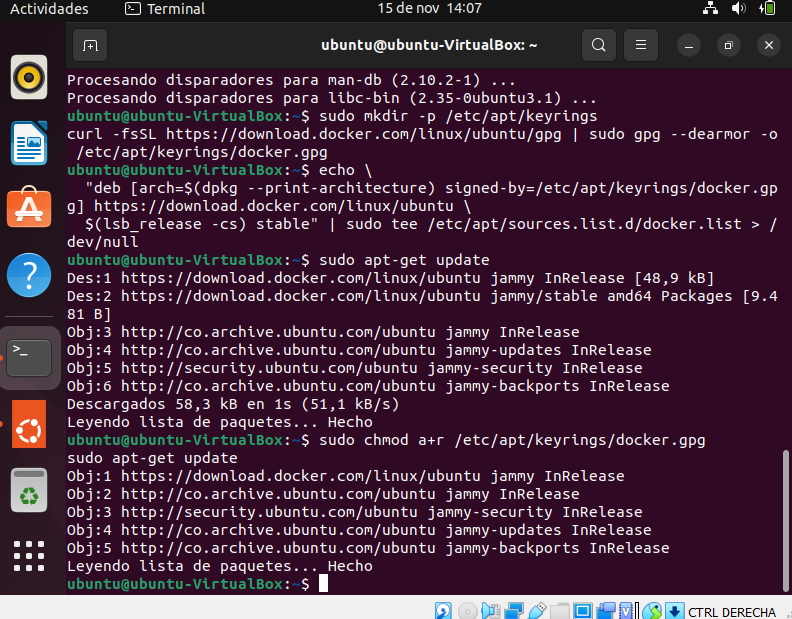 Actividades
Terminal
15 de nov 14:07
ubuntu@ubuntu-VirtualBox: ~
Procesando disparadores para man-db (2.10.2-1) ...
Procesando disparadores para libc-bin (2.35-0ubuntu3.1) ...
ubuntu@ubuntu-VirtualBox:~$ sudo mkdir -p /etc/apt/keyrings
curl -fsSL https://download.docker.com/linux/ubuntu/gpg | sudo gpg --dearmor -o
 /etc/apt/keyrings/docker.gpg
ubuntu@ubuntu-VirtualBox:~$ echo \
  "deb [arch=$(dpkg --print-architecture) signed-by=/etc/apt/keyrings/docker.gp
g] https://download.docker.com/linux/ubuntu \
  $(lsb_release -cs) stable" | sudo tee /etc/apt/sources.list.d/docker.list > /
dev/null
ubuntu@ubuntu-VirtualBox:~$ sudo apt-get update
Des:1 https://download.docker.com/linux/ubuntu jammy InRelease [48,9 kB]
Des:2 https://download.docker.com/linux/ubuntu jammy/stable amd64 Packages [9.4
81 B]
Obj:3 http://co.archive.ubuntu.com/ubuntu jammy InRelease
Obj:4 http://co.archive.ubuntu.com/ubuntu jammy-updates InRelease
Obj:5 http://security.ubuntu.com/ubuntu jammy-security InRelease
Obj:6 http://co.archive.ubuntu.com/ubuntu jammy-backports InRelease
Descargados 58,3 kB en 1s (51,1 kB/s)
Leyendo lista de paquetes... Hecho
ubuntu@ubuntu-VirtualBox:~$ sudo chmod a+r /etc/apt/keyrings/docker.gpg
sudo apt-get update
Obj:1 https://download.docker.com/linux/ubuntu jammy InRelease
Obj:2 http://co.archive.ubuntu.com/ubuntu jammy InRelease
Obj:3 http://security.ubuntu.com/ubuntu jammy-security InRelease
Obj:4 http://co.archive.ubuntu.com/ubuntu jammy-updates InRelease
Obj:5 http://co.archive.ubuntu.com/ubuntu jammy-backports InRelease
Leyendo lista de paquetes... Hecho
ubuntu@ubuntu-VirtualBox:~$
CTRL DERECHA